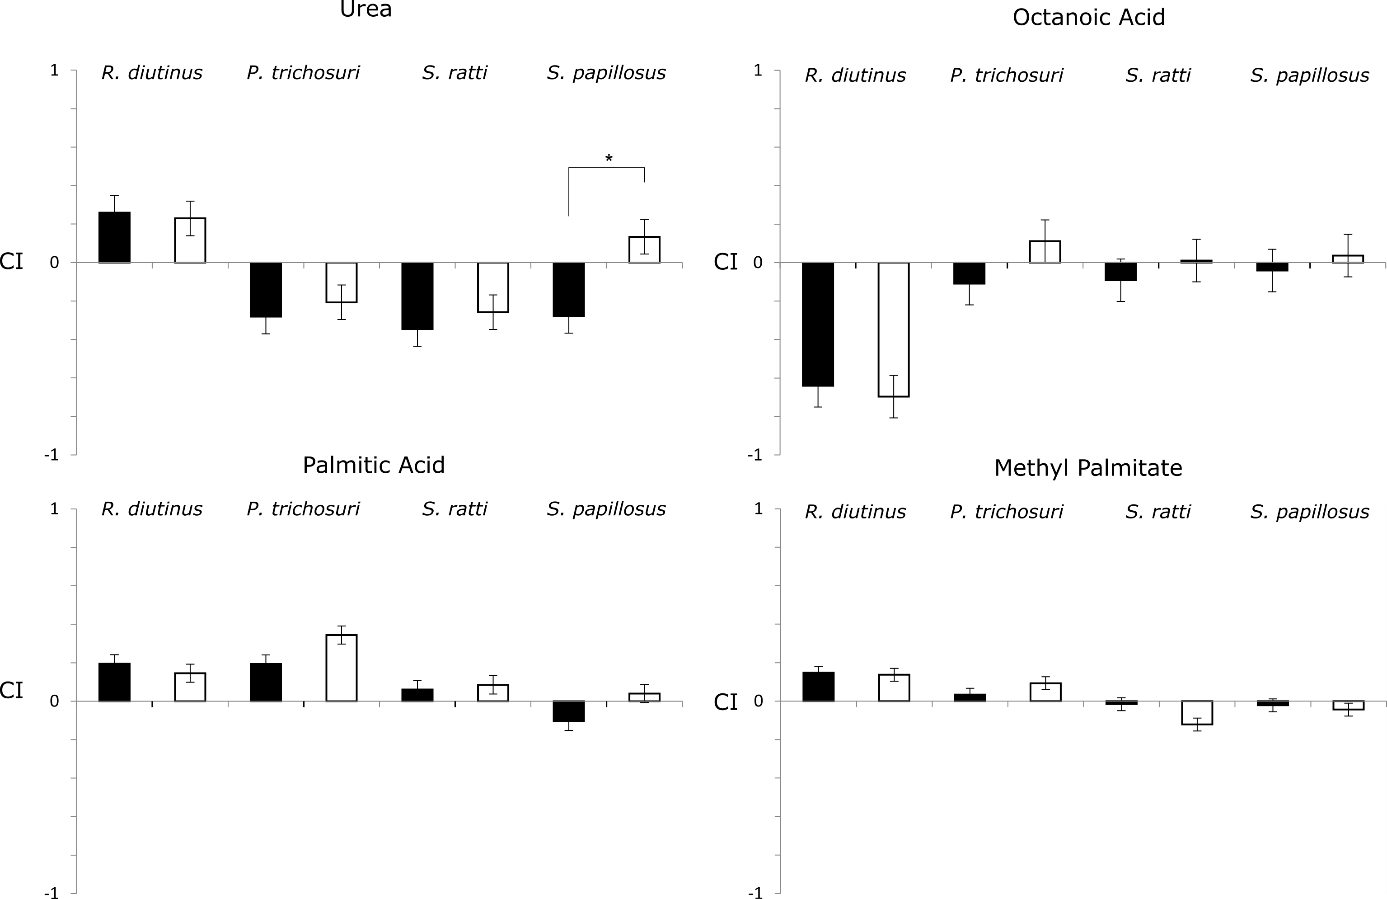 Urea
1 R. diutinus P. trichosuri S. ratti S. papillosus
*
CI 0
-1
Octanoic Acid
1 R. diutinus P. trichosuri S. ratti S. papillosus
CI 0
-1
Palmitic Acid
1 R. diutinus P. trichosuri S. ratti S. papillosus
CI 0
-1
Methyl Palmitate
1 R. diutinus P. trichosuri S. ratti S. papillosus
CI 0
-1